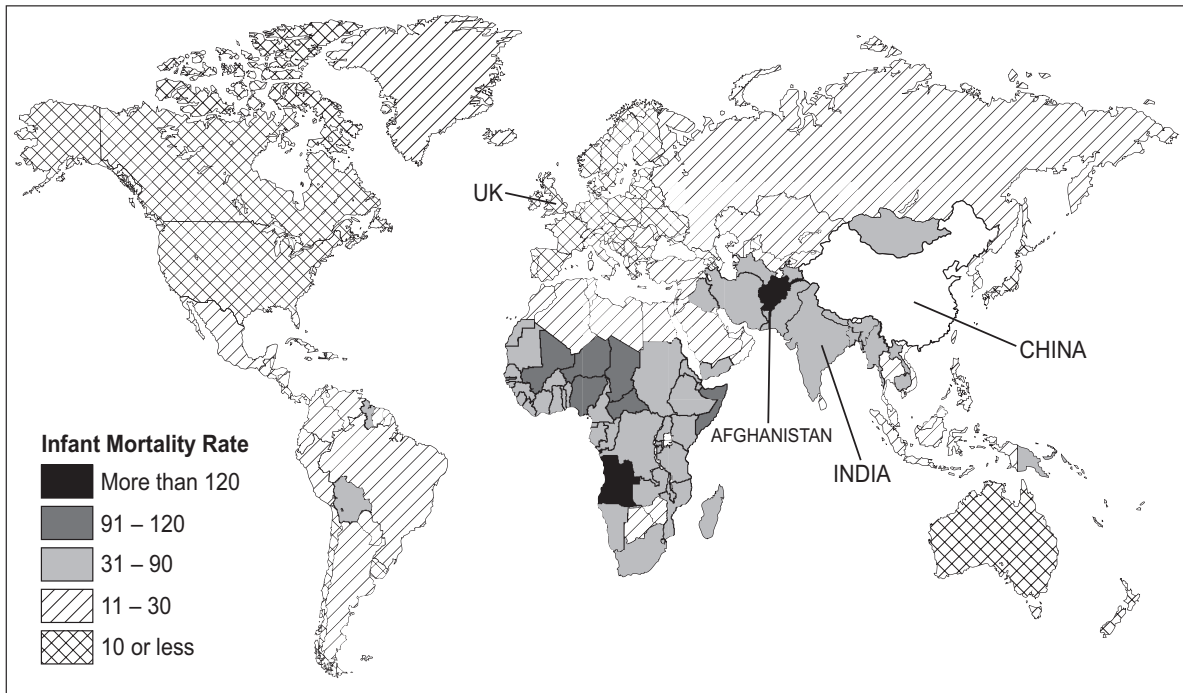 UK
CHINA
AFGHANISTAN
INDIA
Infant Mortality Rate
More than 120
91 – 120
31 – 90
11 – 30
10 or less